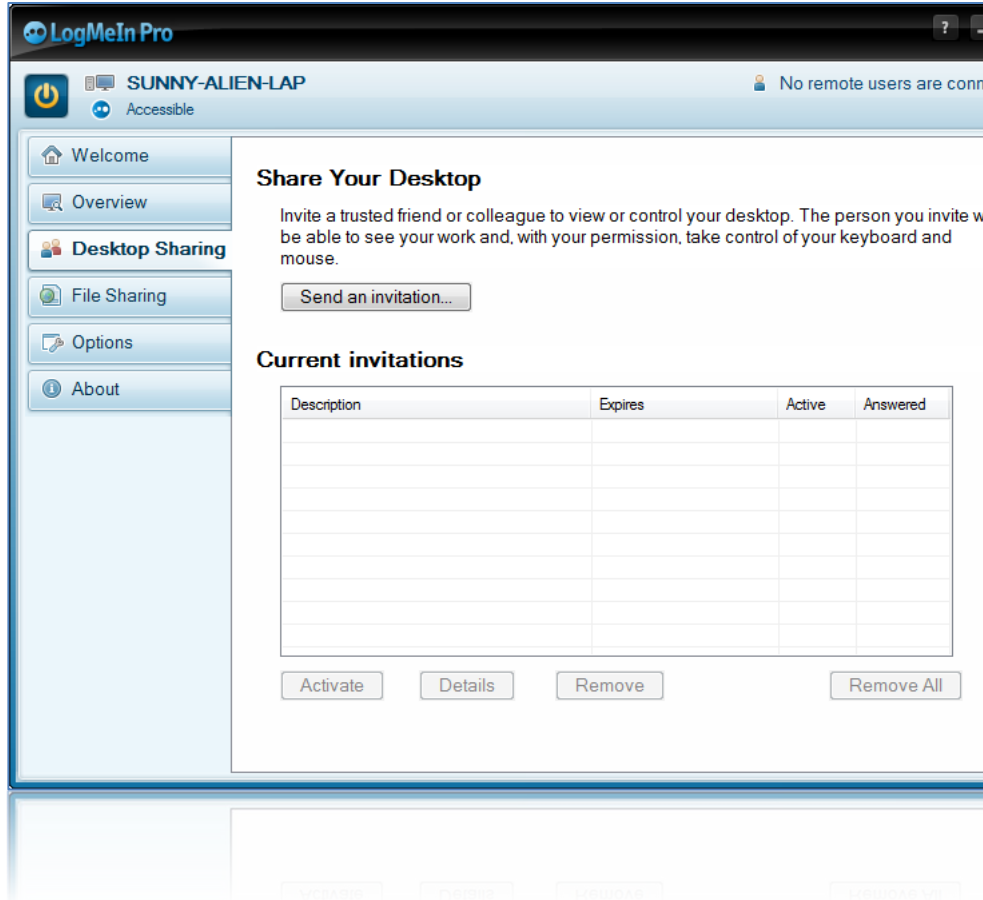 LogMeIn Pro
?
SUNNY-ALIEN-LAP
No remote users are
Accessible
Welcome
Overview
Desktop Sharing
File Sharing
Options
About
Share Your Desktop
Invite a trusted friend or colleague to view or control your desktop. The person you invite
be able to see your work and, with your permission, take control of your keyboard and
mouse.
Send an invitation...
Current invitations
Description Expires Active Answered
Activate Details Remove Remove All